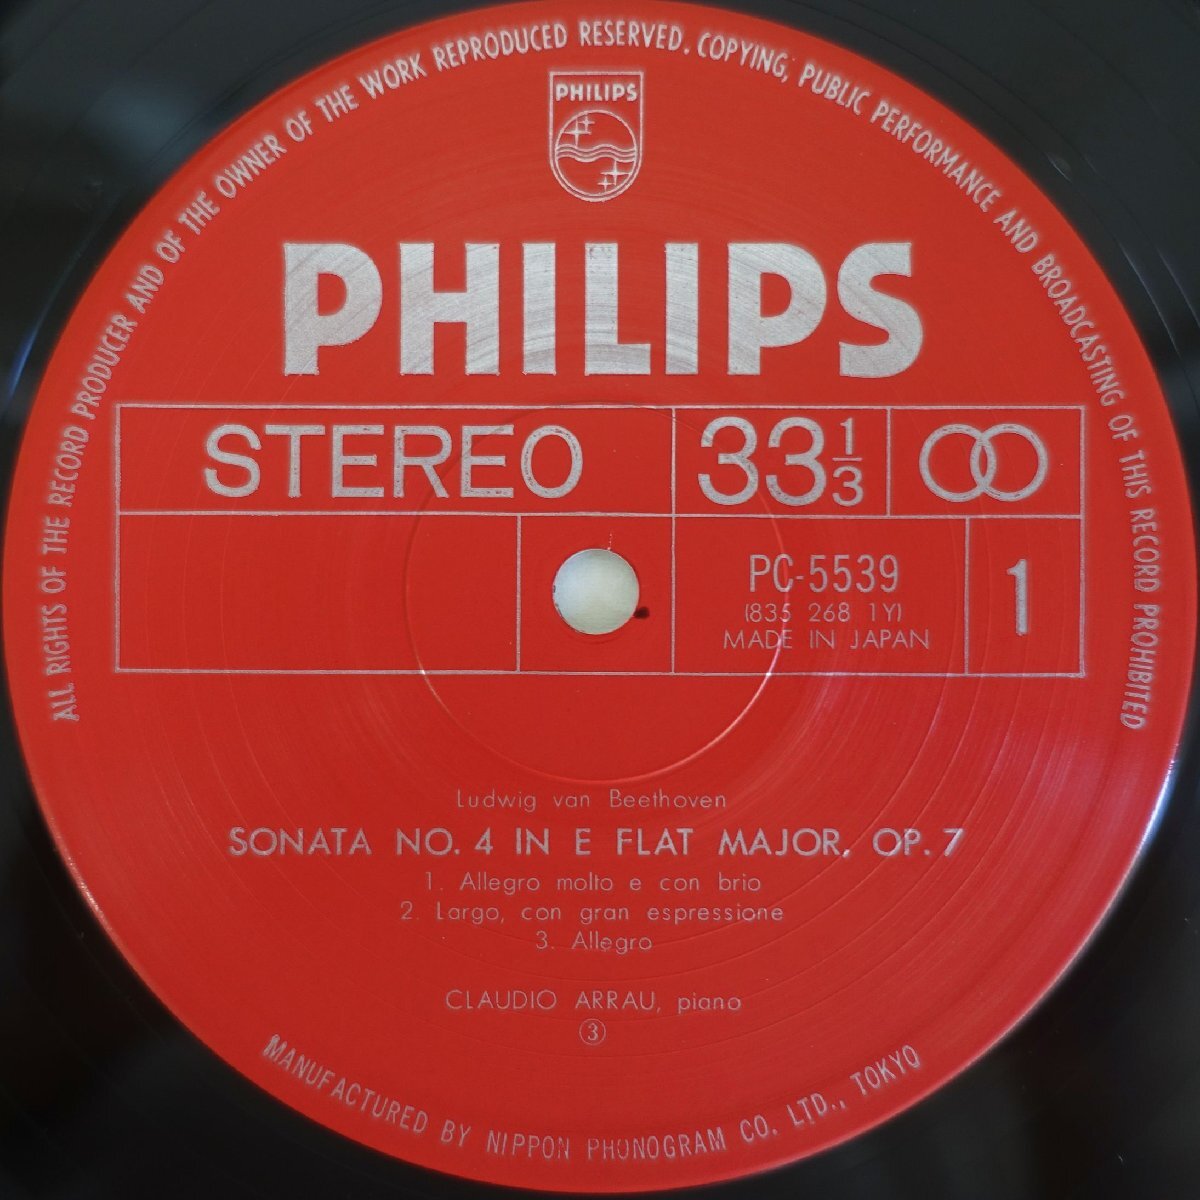 ALL RIGHTS OF THE RECORD PRODUCER AND OF THE OWNER OF THE WORK REPRODUCED RESERVED. COPYING, PUBLIC PERFORMANCE AND BROADCASTING OF THIS RECORD PROHIBITED
PHILIPS
PHILIPS
STEREO 33 1/3
PC-5539 1
(835 268 1Y)
MADE IN JAPAN
Ludwig van Beethoven
SONATA NO. 4 IN E FLAT MAJOR, OP. 7
1. Allegro molto e con brio
2. Largo, con gran espressione
3. Allegro
CLAUDIO ARRAU, piano
③
MANUFACTURED BY NIPPON PHONOGRAM CO. LTD., TOKYO